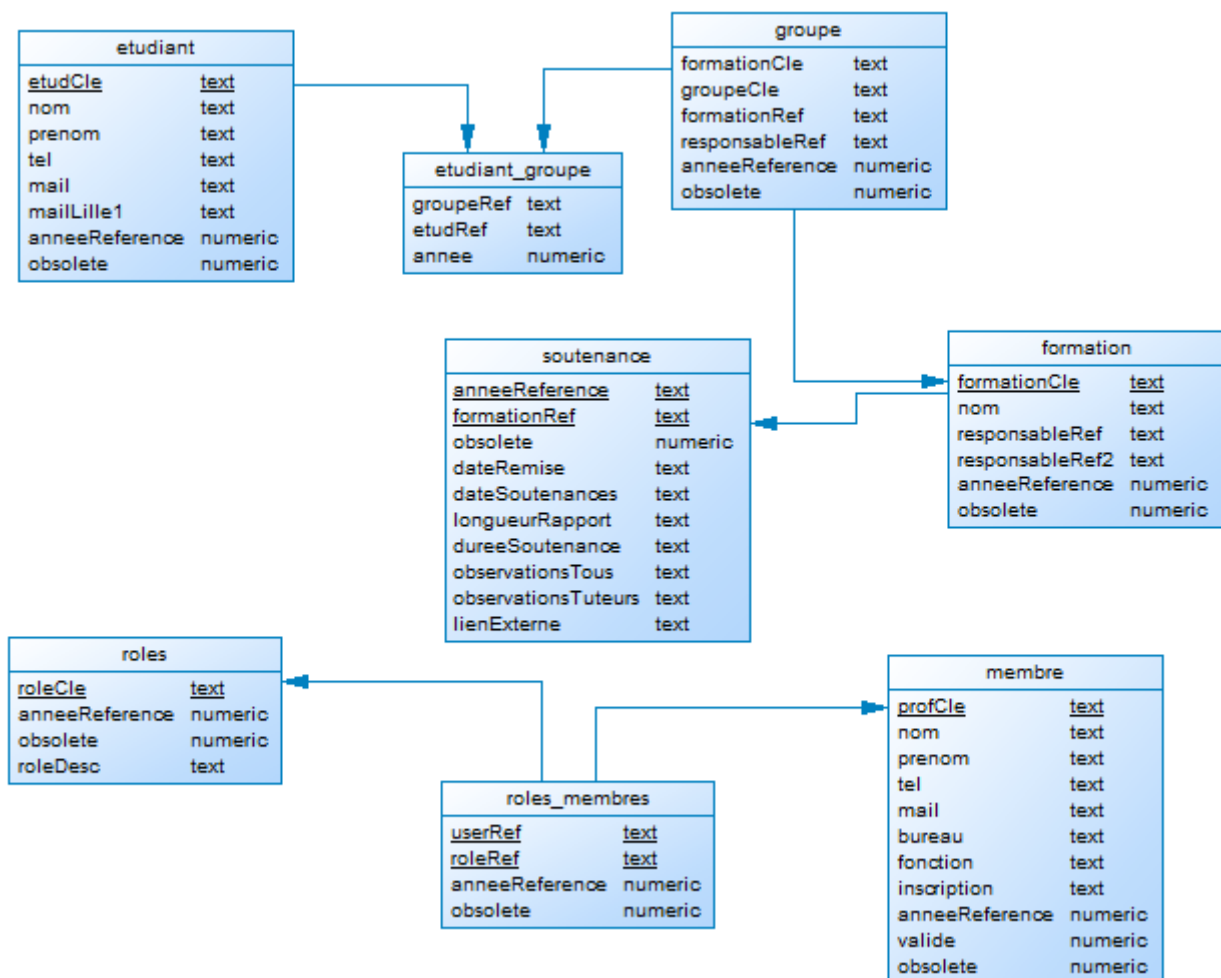 etudiant
etudCle text
nom text
prenom text
tel text
mail text
mailLille1 text
anneeReference numeric
obsolete numeric
groupe
formationCle text
groupeCle text
formationRef text
responsableRef text
anneeReference numeric
obsolete numeric
etudiant_groupe
groupeRef text
etudRef text
annee numeric
soutenance
anneeReference text
formationRef text
obsolete numeric
dateRemise text
dateSoutenances text
longueurRapport text
dureeSoutenance text
observationsTous text
observationsTuteurs text
lienExterne text
formation
formationCle text
nom text
responsableRef text
responsableRef2 text
anneeReference numeric
obsolete numeric
roles
roleCle text
anneeReference numeric
obsolete numeric
roleDesc text
roles_membres
userRef text
roleRef text
anneeReference numeric
obsolete numeric
membre
profCle text
nom text
prenom text
tel text
mail text
bureau text
fonction text
inscription text
anneeReference numeric
valide numeric
obsolete numeric